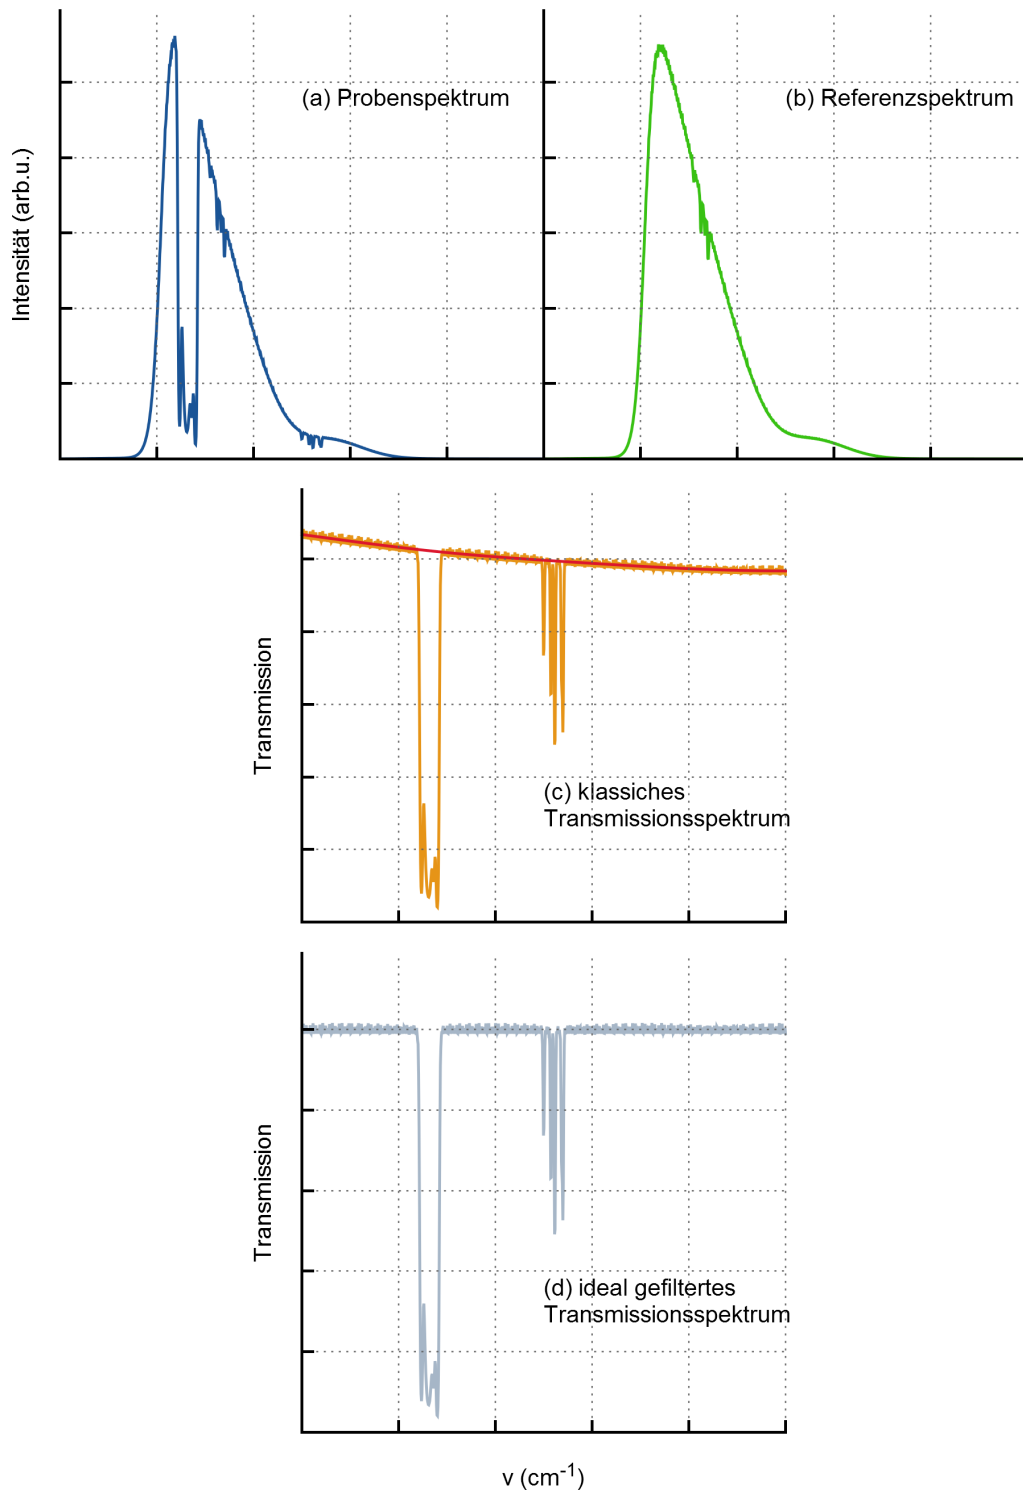 (a) Probenspektrum
(b) Referenzspektrum
Intensität (arb.u.)
Transmission
(c) klassiches
Transmissionsspektrum
Transmission
(d) ideal gefiltertes
Transmissionsspektrum
v (cm⁻¹)